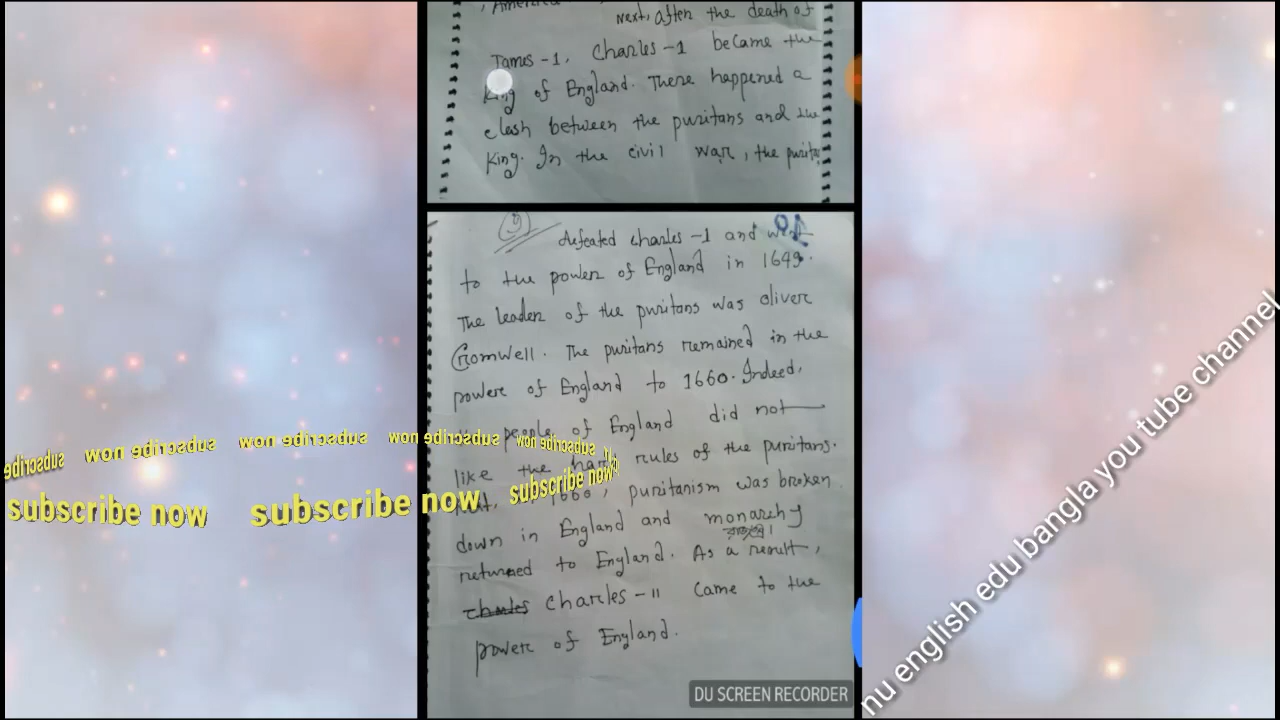 , America
Next, after the death of
James -1, Charles -1 became the
King of England. There happened a
clash between the puritans and the
King. In the civil war, the purita
defeated charles -1 and went
to the power of England in 1649.
The leader of the puritans was oliver
Cromwell. The puritans remained in the
power of England to 1660. Indeed,
people of England did not
like the hard rules of the puritans.
1660, puritanism was broken
down in England and monarchy
returned to England. As a result,
Charles -11 came to the
power of England.
subscribe now subscribe now subscribe now subscribe now subscribe now
subscribe now subscribe now subscribe now
DU SCREEN RECORDER
nu english edu bangla you tube channel